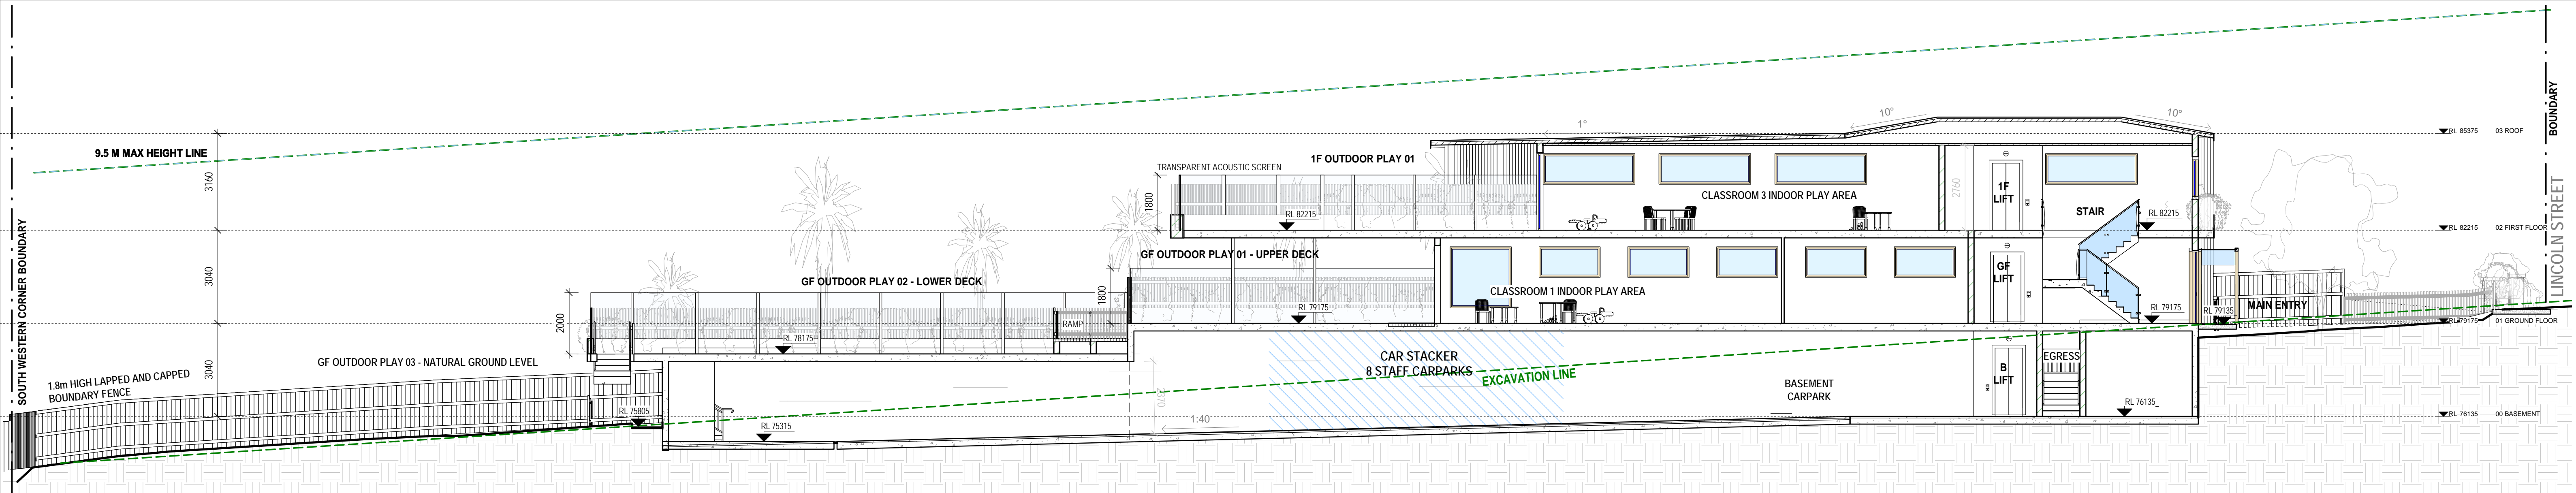 10°
10°
1°
BOUNDARY
RL 85375 03 ROOF
9.5 M MAX HEIGHT LINE
1F OUTDOOR PLAY 01
TRANSPARENT ACOUSTIC SCREEN
3160
1800
CLASSROOM 3 INDOOR PLAY AREA
2760
1F
LIFT
STAIR
RL 82215
RL 82215
RL 82215 02 FIRST FLOOR
LINCOLN STREET
SOUTH WESTERN CORNER BOUNDARY
GF OUTDOOR PLAY 01 - UPPER DECK
GF OUTDOOR PLAY 02 - LOWER DECK
3040
1800
CLASSROOM 1 INDOOR PLAY AREA
GF
LIFT
MAIN ENTRY
RL 79175
RL 79175
RL 79135
RL 79175 01 GROUND FLOOR
2000
RAMP
RL 78175
GF OUTDOOR PLAY 03 - NATURAL GROUND LEVEL
3040
1.8m HIGH LAPPED AND CAPPED
BOUNDARY FENCE
CAR STACKER
8 STAFF CARPARKS
EXCAVATION LINE
EGRESS
B
LIFT
BASEMENT
CARPARK
RL 75805
RL 75315
1:40
RL 76135
RL 76135 00 BASEMENT